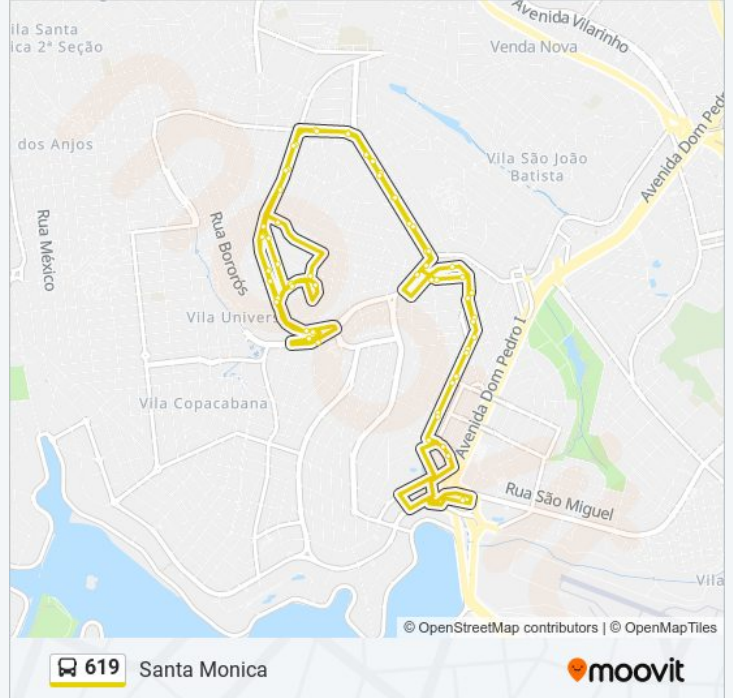 Avenida Vilarinho
ila Santa
ica 2ª Seção
Venda Nova
Avenida Dom Ped
dos Anjos
Vila São João
Batista
Rua México
Rua Bororós
Vila Univers
Avenida Dom Pedro I
Vila Copacabana
Rua São Miguel
Vila
© OpenStreetMap contributors | © OpenMapTiles
619 Santa Monica
moovit